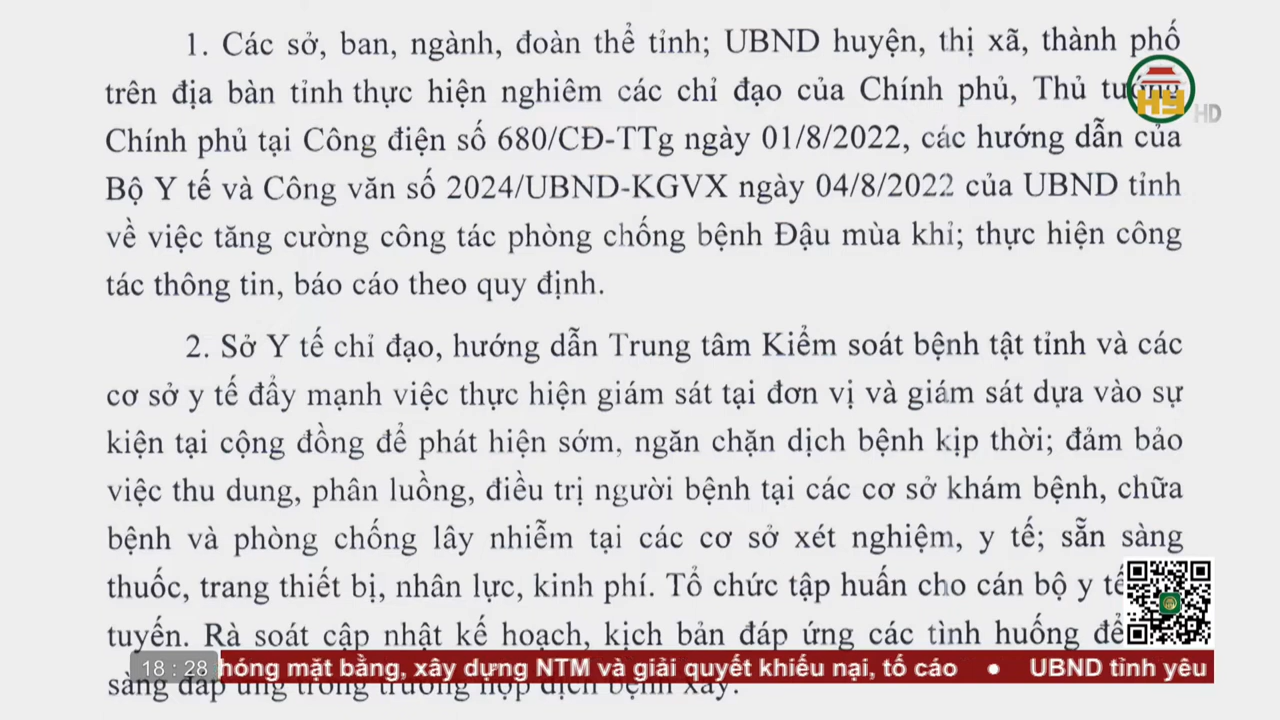 1. Các sở, ban, ngành, đoàn thể tỉnh; UBND huyện, thị xã, thành phố
trên địa bàn tỉnh thực hiện nghiêm các chỉ đạo của Chính phủ, Thủ tướng
HY HD
Chính phủ tại Công điện số 680/CĐ-TTg ngày 01/8/2022, các hướng dẫn của
Bộ Y tế và Công văn số 2024/UBND-KGVX ngày 04/8/2022 của UBND tỉnh
về việc tăng cường công tác phòng chống bệnh Đậu mùa khỉ; thực hiện công
tác thông tin, báo cáo theo quy định.
2. Sở Y tế chỉ đạo, hướng dẫn Trung tâm Kiểm soát bệnh tật tỉnh và các
cơ sở y tế đẩy mạnh việc thực hiện giám sát tại đơn vị và giám sát dựa vào sự
kiện tại cộng đồng để phát hiện sớm, ngăn chặn dịch bệnh kịp thời; đảm bảo
việc thu dung, phân luồng, điều trị người bệnh tại các cơ sở khám bệnh, chữa
bệnh và phòng chống lây nhiễm tại các cơ sở xét nghiệm, y tế; sẵn sàng
thuốc, trang thiết bị, nhân lực, kinh phí. Tổ chức tập huấn cho cán bộ y tế
tuyến. Rà soát cập nhật kế hoạch, kịch bản đáp ứng các tình huống để
18 : 28 hóng mặt bằng, xây dựng NTM và giải quyết khiếu nại, tố cáo • UBND tỉnh yêu
sàng đáp ứng trong trường hợp dịch bệnh xảy.